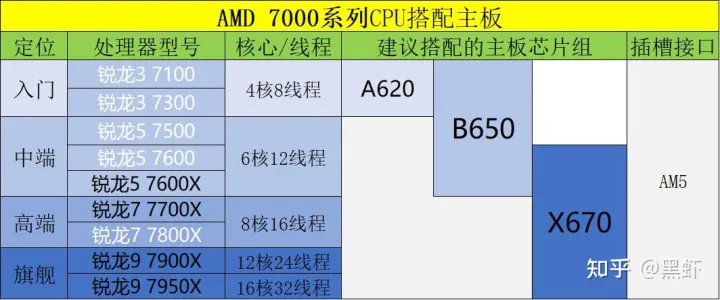 AMD 7000系列CPU搭配主板
定位 处理器型号 核心/线程 建议搭配的主板芯片组 插槽接口
入门 锐龙3 7100 4核8线程 A620 B650 AM5
锐龙3 7300
中端 锐龙5 7500 6核12线程
锐龙5 7600
锐龙5 7600X X670
高端 锐龙7 7700X 8核16线程
锐龙7 7800X
旗舰 锐龙9 7900X 12核24线程
锐龙9 7950X 16核32线程
知乎 @黑虾